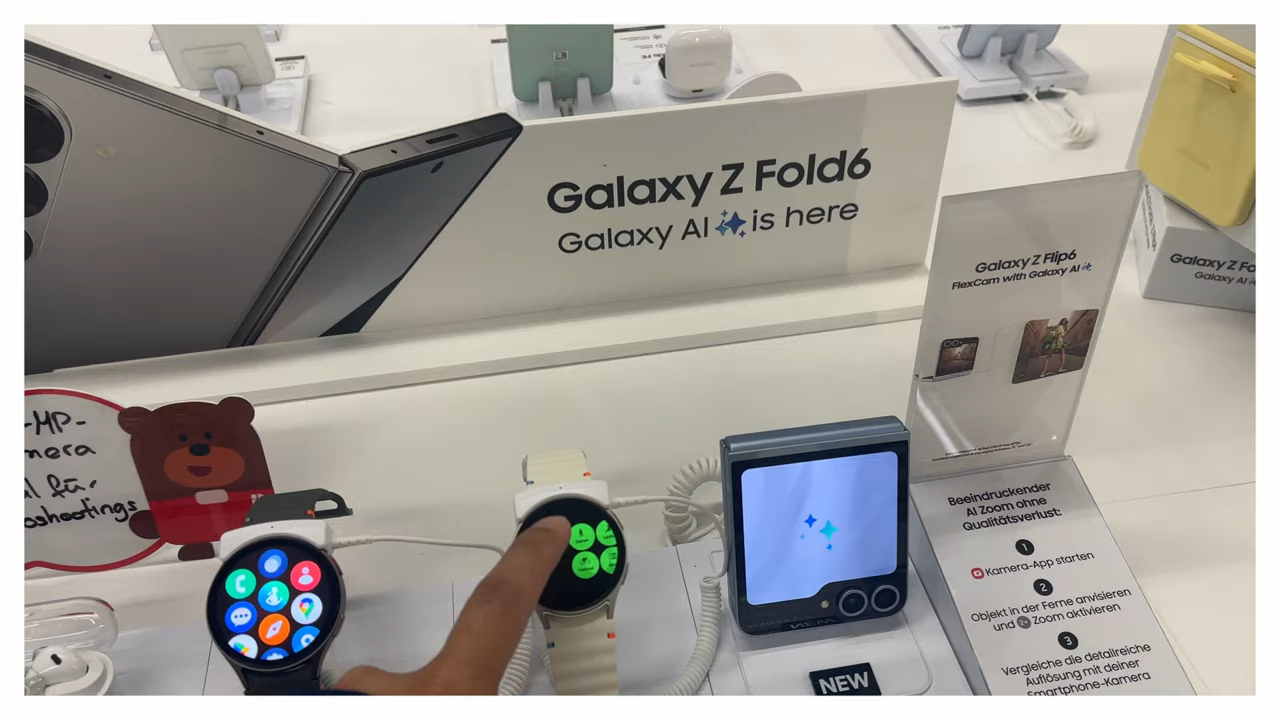 Galaxy Z Fold6
Galaxy AI is here
Galaxy Z Flip6
FlexCam with Galaxy AI
Galaxy Z Fo
Galaxy AI
-MP-
mera
l für
oshootings
Beeindruckender
AI Zoom ohne
Qualitätsverlust:
1
Kamera-App starten
2
Objekt in der Ferne anvisieren
und Zoom aktivieren
3
Vergleiche die detailreiche
Auflösung mit deiner
Smartphone-Kamera
NEW